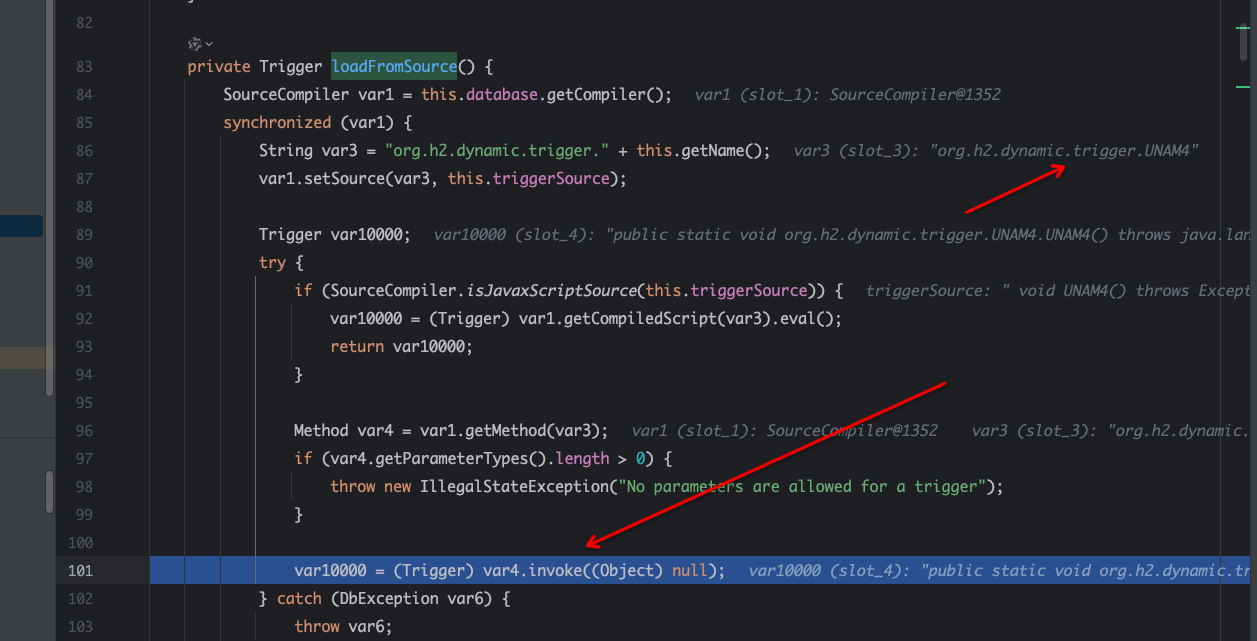 82
83 private Trigger loadFromSource() {
84 SourceCompiler var1 = this.database.getCompiler(); var1 (slot_1): SourceCompiler@1352
85 synchronized (var1) {
86 String var3 = "org.h2.dynamic.trigger." + this.getName(); var3 (slot_3): "org.h2.dynamic.trigger.UNAM4"
87 var1.setSource(var3, this.triggerSource);
88
89 Trigger var10000; var10000 (slot_4): "public static void org.h2.dynamic.trigger.UNAM4.UNAM4() throws java.lan
90 try {
91 if (SourceCompiler.isJavaxScriptSource(this.triggerSource)) { triggerSource: " void UNAM4() throws Except
92 var10000 = (Trigger) var1.getCompiledScript(var3).eval();
93 return var10000;
94 }
95
96 Method var4 = var1.getMethod(var3); var1 (slot_1): SourceCompiler@1352 var3 (slot_3): "org.h2.dynamic.
97 if (var4.getParameterTypes().length > 0) {
98 throw new IllegalStateException("No parameters are allowed for a trigger");
99 }
100
101 var10000 = (Trigger) var4.invoke((Object) null); var10000 (slot_4): "public static void org.h2.dynamic.tr
102 } catch (DbException var6) {
103 throw var6;